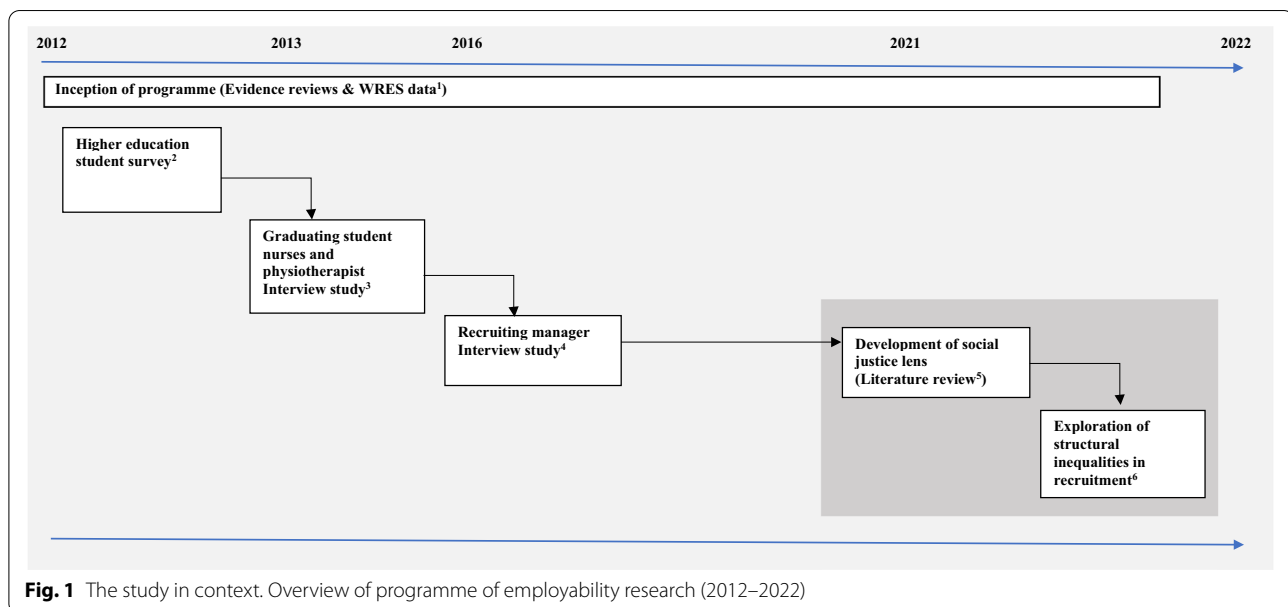 2012 2013 2016 2021 2022
Inception of programme (Evidence reviews & WRES data¹)
Higher education
student survey²
Graduating student
nurses and
physiotherapist
Interview study³
Recruiting manager
Interview study⁴
Development of social
justice lens
(Literature review⁵)
Exploration of
structural
inequalities in
recruitment⁶
Fig. 1 The study in context. Overview of programme of employability research (2012–2022)